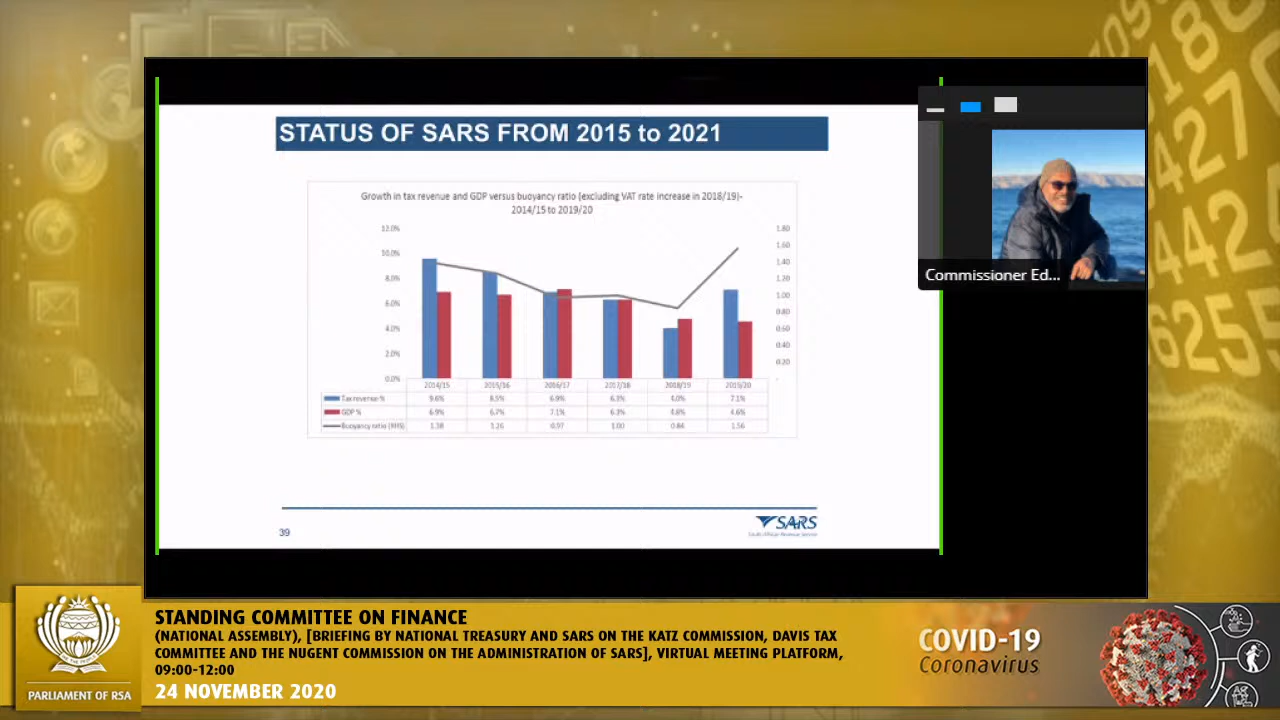 STATUS OF SARS FROM 2015 to 2021
Growth in tax revenue and GDP versus buoyancy ratio (excluding VAT rate increase in 2018/19)-
2014/15 to 2019/20
12.0%
10.0%
8.0%
6.0%
4.0%
2.0%
0.0%
1.80
1.60
1.40
1.20
1.00
0.80
0.60
0.40
0.20
-
2014/15 2015/16 2016/17 2017/18 2018/19 2019/20
Tax revenue % 9.6% 8.5% 6.9% 6.3% 4.0% 7.1%
GDP % 6.9% 6.7% 7.1% 6.3% 4.8% 4.6%
Buoyancy ratio (RHS) 1.38 1.26 0.97 1.00 1.56
39
SARS
South African Revenue Service
Commissioner Ed...
PARLIAMENT OF RSA
STANDING COMMITTEE ON FINANCE
(NATIONAL ASSEMBLY), [BRIEFING BY NATIONAL TREASURY AND SARS ON THE KATZ COMMISSION, DAVIS TAX
COMMITTEE AND THE NUGENT COMMISSION ON THE ADMINISTRATION OF SARS], VIRTUAL MEETING PLATFORM,
09:00-12:00
24 NOVEMBER 2020
COVID-19
Coronavirus